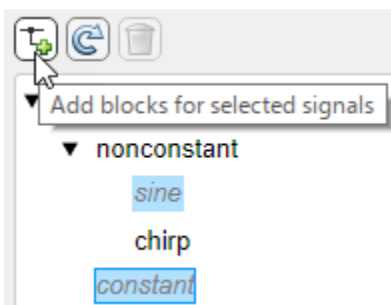 Add blocks for selected signals
nonconstant
sine
chirp
constant